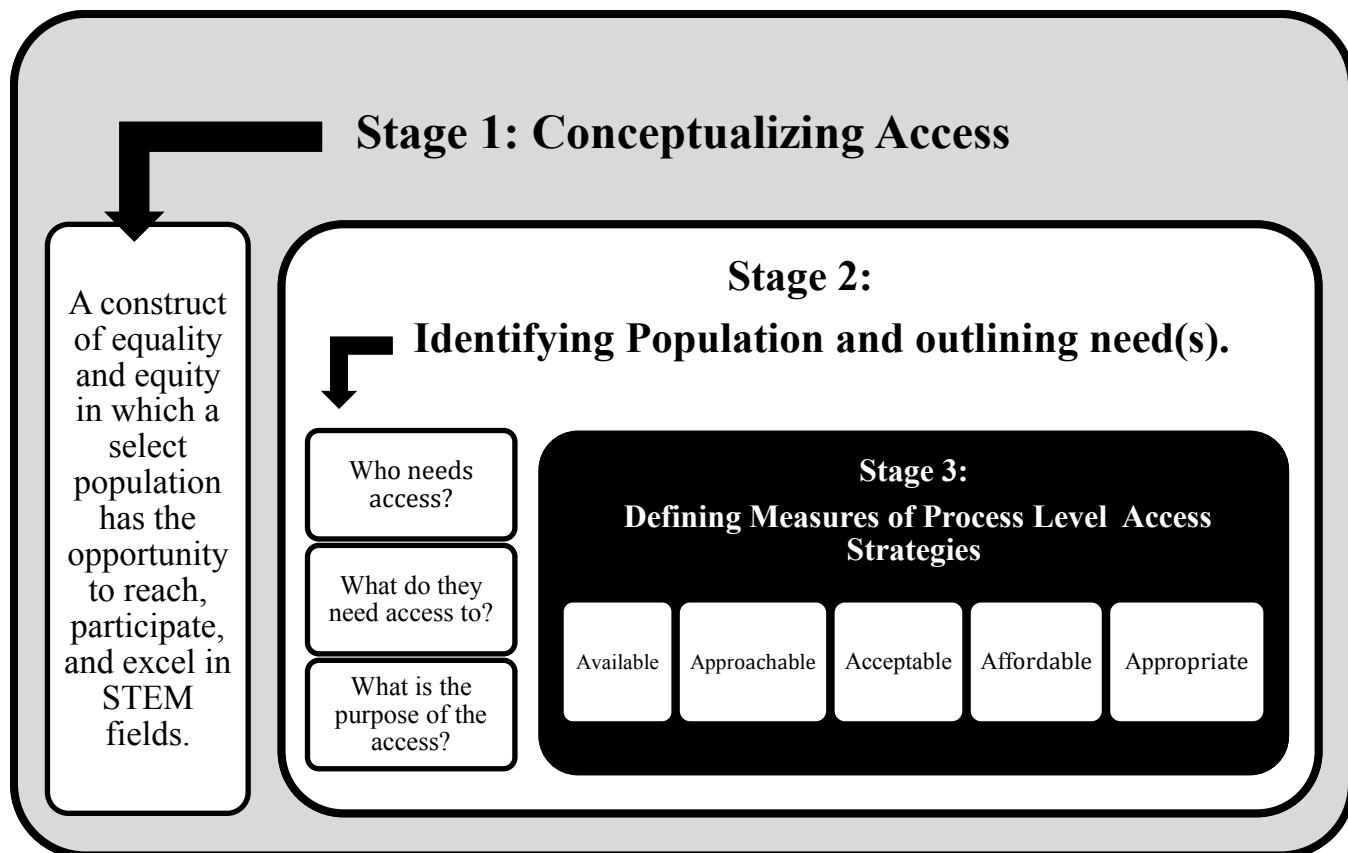 Stage 1: Conceptualizing Access
A construct
of equality
and equity
in which a
select
population
has the
opportunity
to reach,
participate,
and excel in
STEM
fields.
Stage 2:
Identifying Population and outlining need(s).
Who needs
access?
What do they
need access to?
What is the
purpose of the
access?
Stage 3:
Defining Measures of Process Level Access
Strategies
Available
Approachable
Acceptable
Affordable
Appropriate